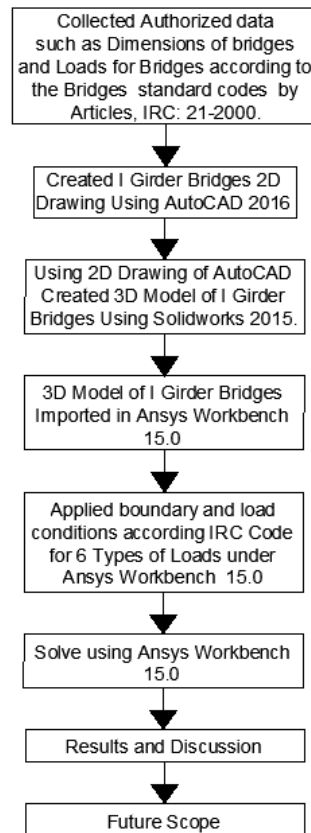 Collected Authorized data
such as Dimensions of bridges
and Loads for Bridges according to
the Bridges standard codes by
Articles, IRC: 21-2000.
Created I Girder Bridges 2D
Drawing Using AutoCAD 2016
Using 2D Drawing of AutoCAD
Created 3D Model of I Girder
Bridges Using Solidworks 2015.
3D Model of I Girder Bridges
Imported in Ansys Workbench
15.0
Applied boundary and load
conditions according IRC Code
for 6 Types of Loads under
Ansys Workbench 15.0
Solve using Ansys Workbench
15.0
Results and Discussion
Future Scope